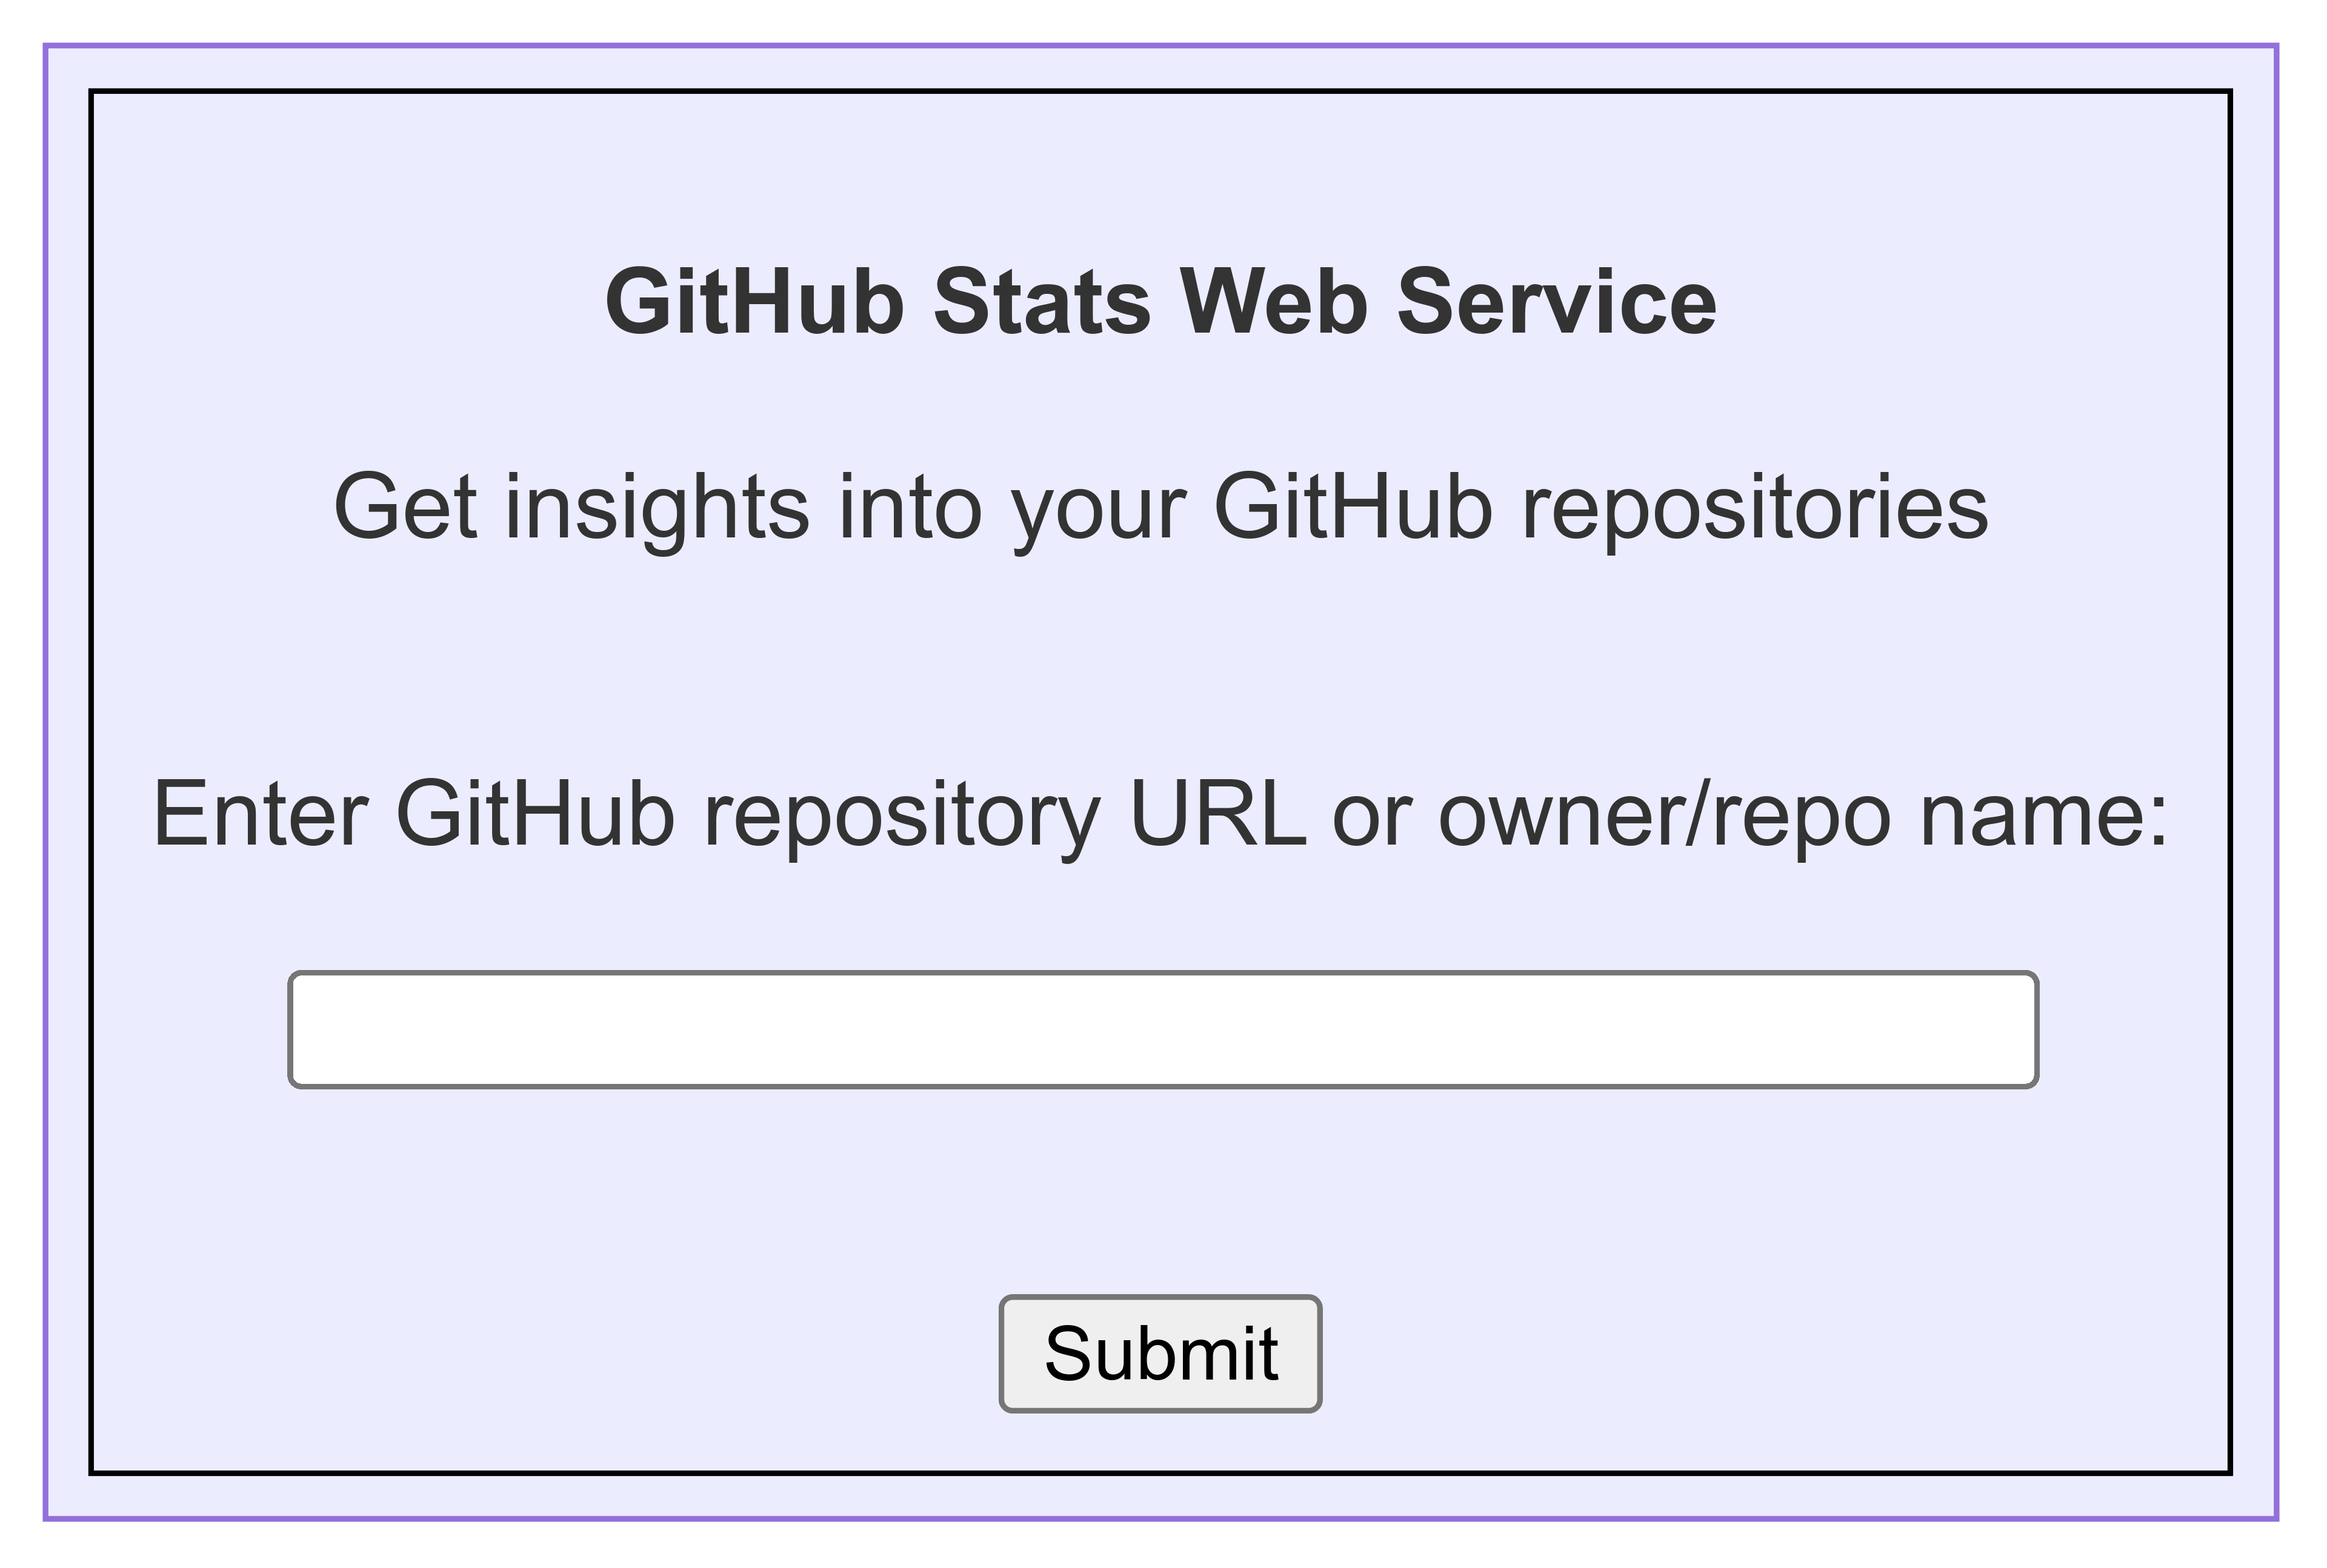 GitHub Stats Web Service
Get insights into your GitHub repositories
Enter GitHub repository URL or owner/repo name:
Submit